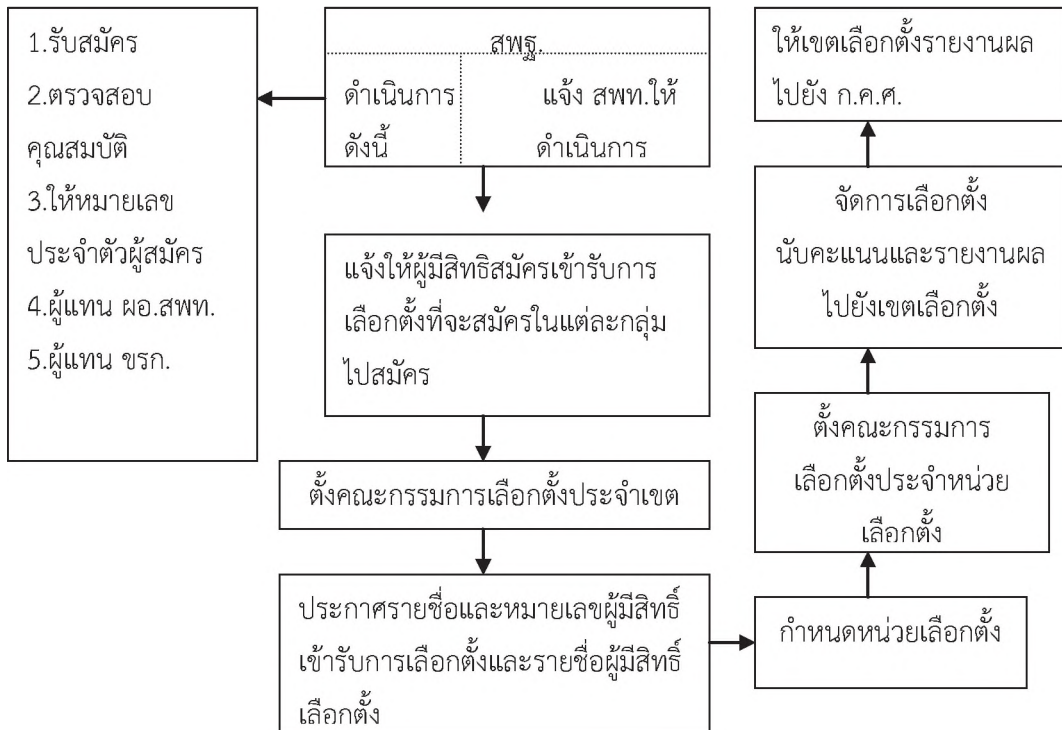 1.รับสมัคร
2.ตรวจสอบ
คุณสมบัติ
3.ให้หมายเลข
ประจำตัวผู้สมัคร
4.ผู้แทน ผอ.สพท.
5.ผู้แทน ขรก.
สพฐ.
ดำเนินการ
ดังนี้
แจ้ง สพท.ให้
ดำเนินการ
แจ้งให้ผู้มีสิทธิสมัครเข้ารับการ
เลือกตั้งที่จะสมัครในแต่ละกลุ่ม
ไปสมัคร
ตั้งคณะกรรมการเลือกตั้งประจำเขต
ประกาศรายชื่อและหมายเลขผู้มีสิทธิ์
เข้ารับการเลือกตั้งและรายชื่อผู้มีสิทธิ์
เลือกตั้ง
กำหนดหน่วยเลือกตั้ง
ตั้งคณะกรรมการ
เลือกตั้งประจำหน่วย
เลือกตั้ง
จัดการเลือกตั้ง
นับคะแนนและรายงานผล
ไปยังเขตเลือกตั้ง
ให้เขตเลือกตั้งรายงานผล
ไปยัง ก.ค.ศ.